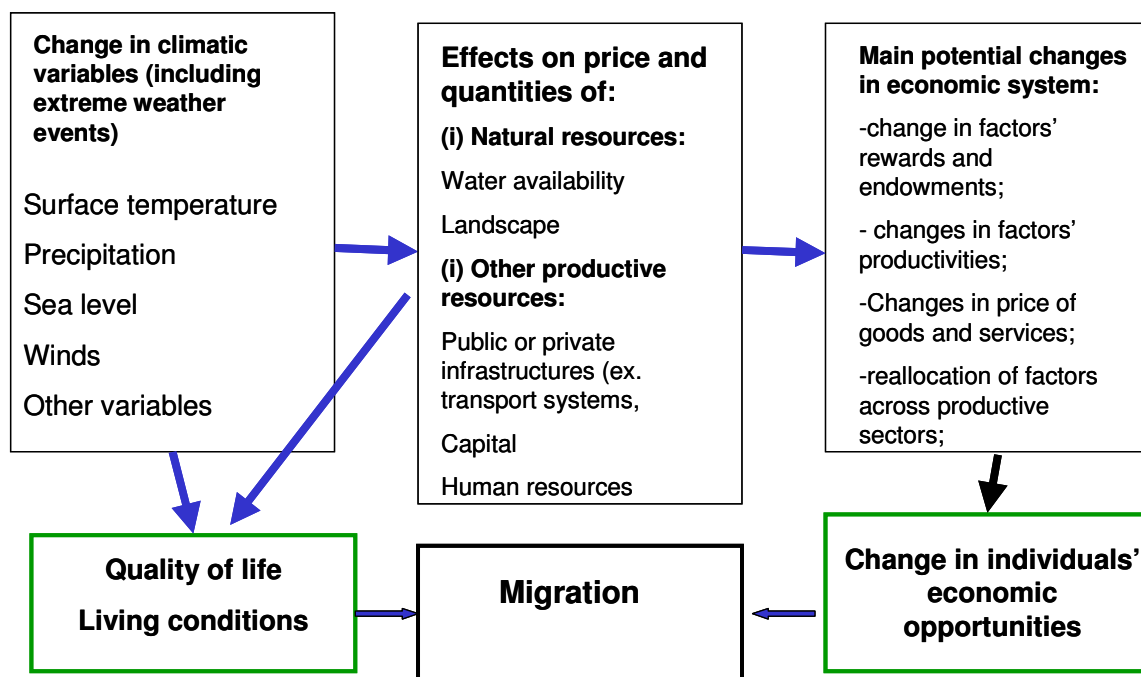 Change in climatic
variables (including
extreme weather
events)
Surface temperature
Precipitation
Sea level
Winds
Other variables
Effects on price and
quantities of:
(i) Natural resources:
Water availability
Landscape
(i) Other productive
resources:
Public or private
infrastructures (ex.
transport systems,
Capital
Human resources
Main potential changes
in economic system:
-change in factors’
rewards and
endowments;
- changes in factors’
productivities;
-Changes in price of
goods and services;
-reallocation of factors
across productive
sectors;
Quality of life
Living conditions
Migration
Change in individuals’
economic
opportunities